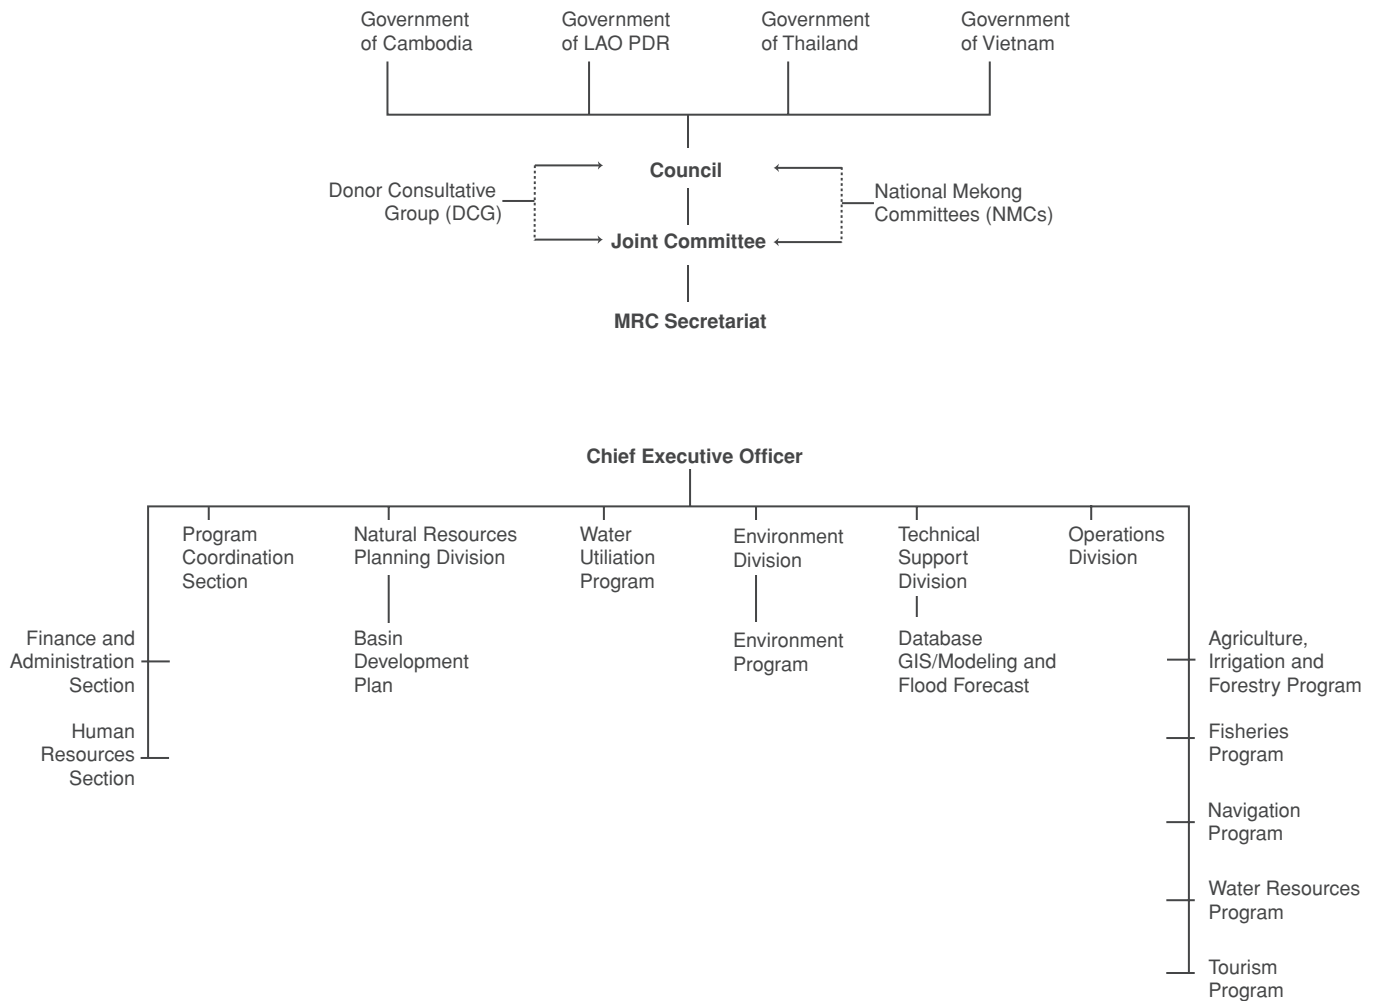 Government
of Cambodia
Government
of LAO PDR
Government
of Thailand
Government
of Vietnam
Council
Donor Consultative
Group (DCG)
National Mekong
Committees (NMCs)
Joint Committee
MRC Secretariat
Chief Executive Officer
Program
Coordination
Section
Natural Resources
Planning Division
Water
Utiliation
Program
Environment
Division
Technical
Support
Division
Operations
Division
Finance and
Administration
Section
Basin
Development
Plan
Environment
Program
Database
GIS/Modeling and
Flood Forecast
Agriculture,
Irrigation and
Forestry Program
Human
Resources
Section
Fisheries
Program
Navigation
Program
Water Resources
Program
Tourism
Program